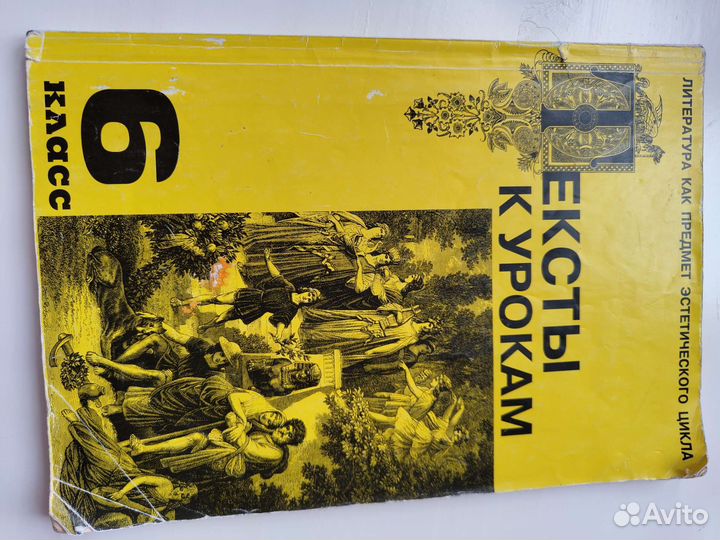 ЛИТЕРАТУРА КАК ПРЕДМЕТ ЭСТЕТИЧЕСКОГО ЦИКЛА
ТЕКСТЫ
К УРОКАМ
6
класс
Avito